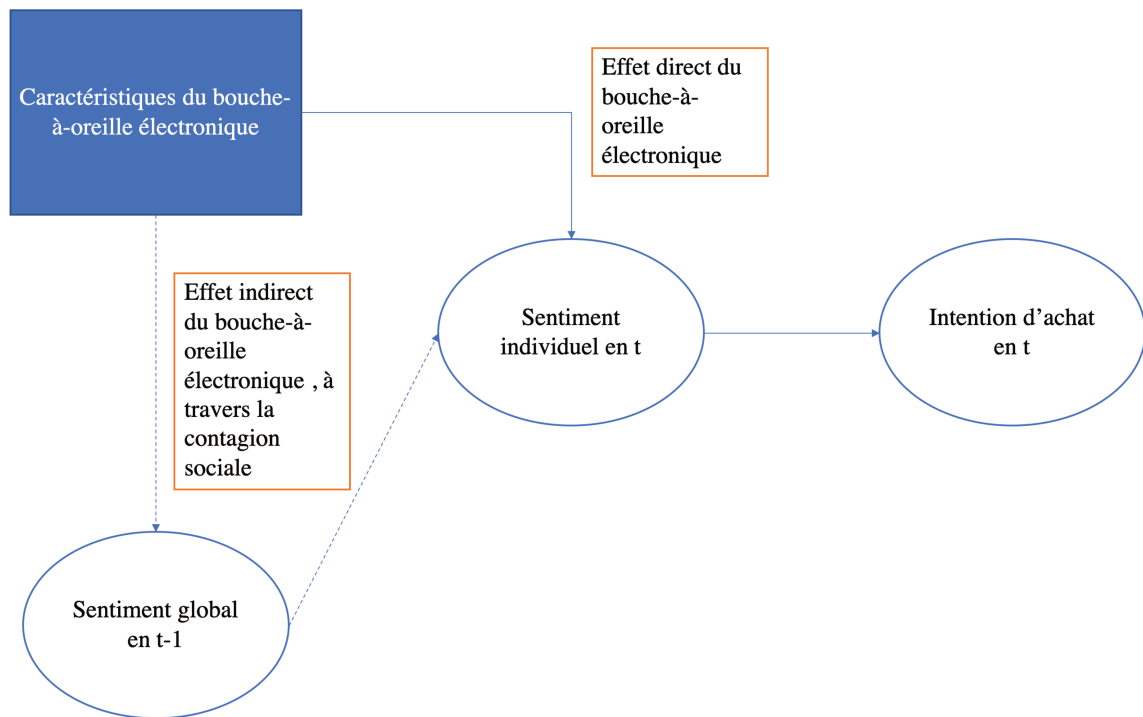 Caractéristiques du bouche-
à-oreille électronique
Effet direct du
bouche-à-
oreille
électronique
Effet indirect
du bouche-à-
oreille
électronique , à
travers la
contagion
sociale
Sentiment
individuel en t
Intention d’achat
en t
Sentiment global
en t-1